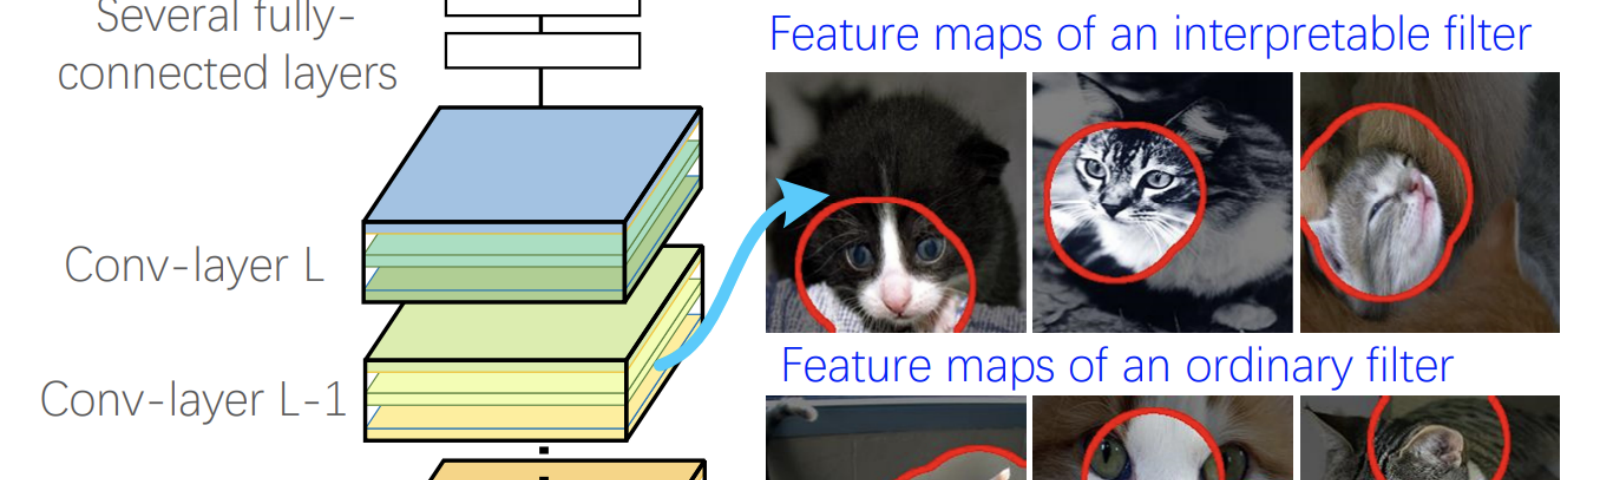 Several fully-
connected layers
Conv-layer L
Conv-layer L-1
Feature maps of an interpretable filter
Feature maps of an ordinary filter